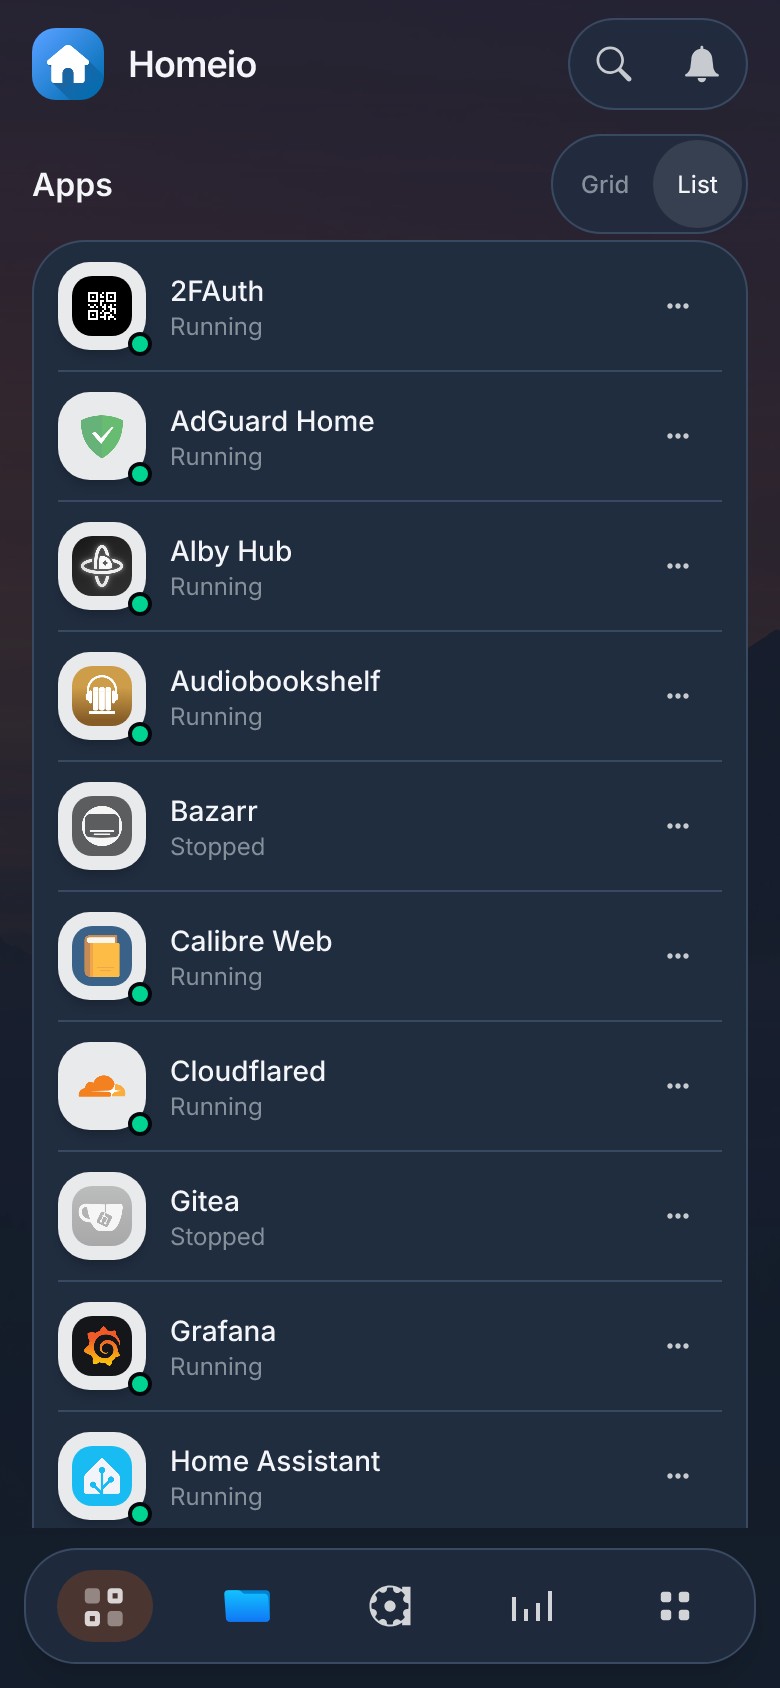 Homeio
Apps
Grid
List
2FAuth
Running
AdGuard Home
Running
Alby Hub
Running
Audiobookshelf
Running
Bazarr
Stopped
Calibre Web
Running
Cloudflared
Running
Gitea
Stopped
Grafana
Running
Home Assistant
Running